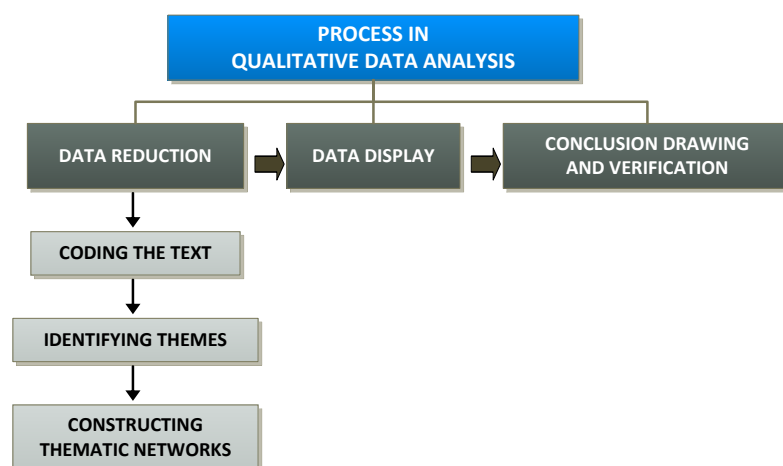 PROCESS IN
QUALITATIVE DATA ANALYSIS
DATA REDUCTION
DATA DISPLAY
CONCLUSION DRAWING
AND VERIFICATION
CODING THE TEXT
IDENTIFYING THEMES
CONSTRUCTING
THEMATIC NETWORKS